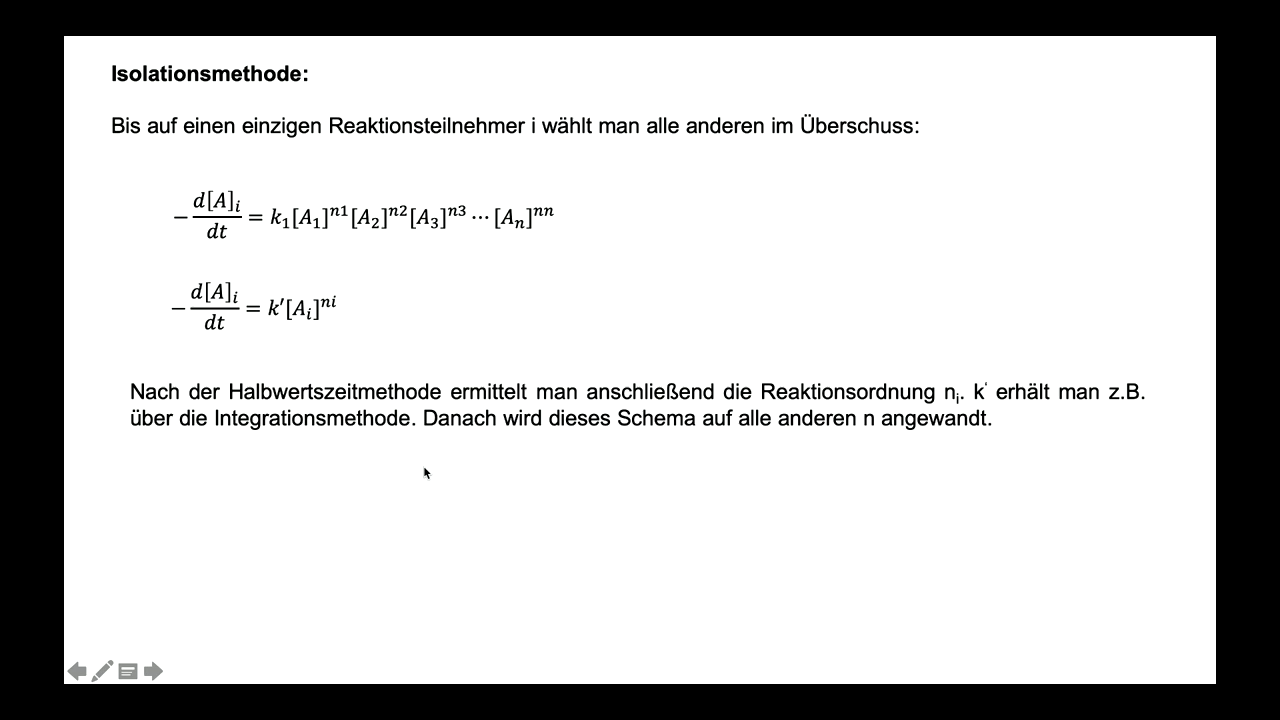 Isolationsmethode:
Bis auf einen einzigen Reaktionsteilnehmer i wählt man alle anderen im Überschuss:
−d[A]ᵢ/dt = k₁[A₁]ⁿ¹[A₂]ⁿ²[A₃]ⁿ³ ⋯ [Aₙ]ⁿⁿ
−d[A]ᵢ/dt = k′[Aᵢ]ⁿⁱ
Nach der Halbwertszeitmethode ermittelt man anschließend die Reaktionsordnung nᵢ. k' erhält man z.B.
über die Integrationsmethode. Danach wird dieses Schema auf alle anderen n angewandt.